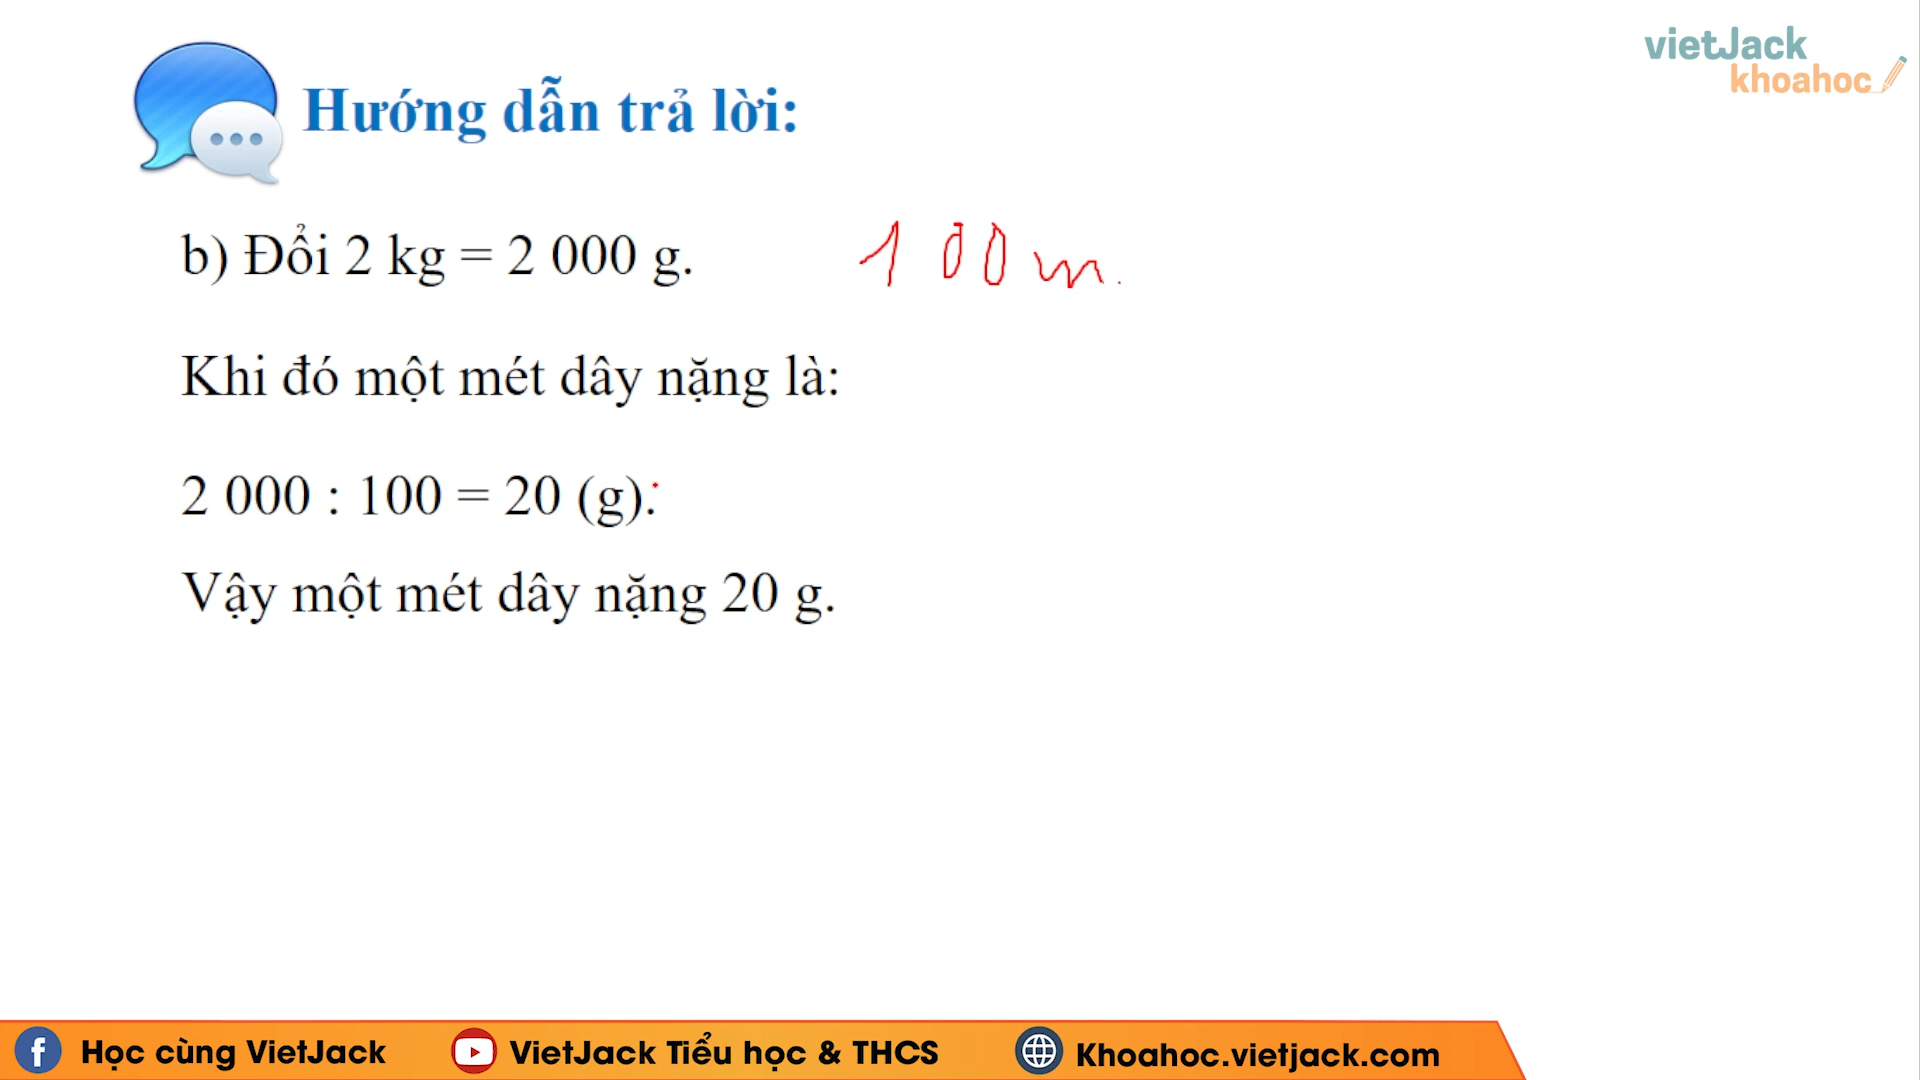 vietJack
khoahoc
Hướng dẫn trả lời:
b) Đổi 2 kg = 2 000 g.
100 m.
Khi đó một mét dây nặng là:
2 000 : 100 = 20 (g).
Vậy một mét dây nặng 20 g.
Học cùng VietJack
VietJack Tiểu học & THCS
Khoahoc.vietjack.com